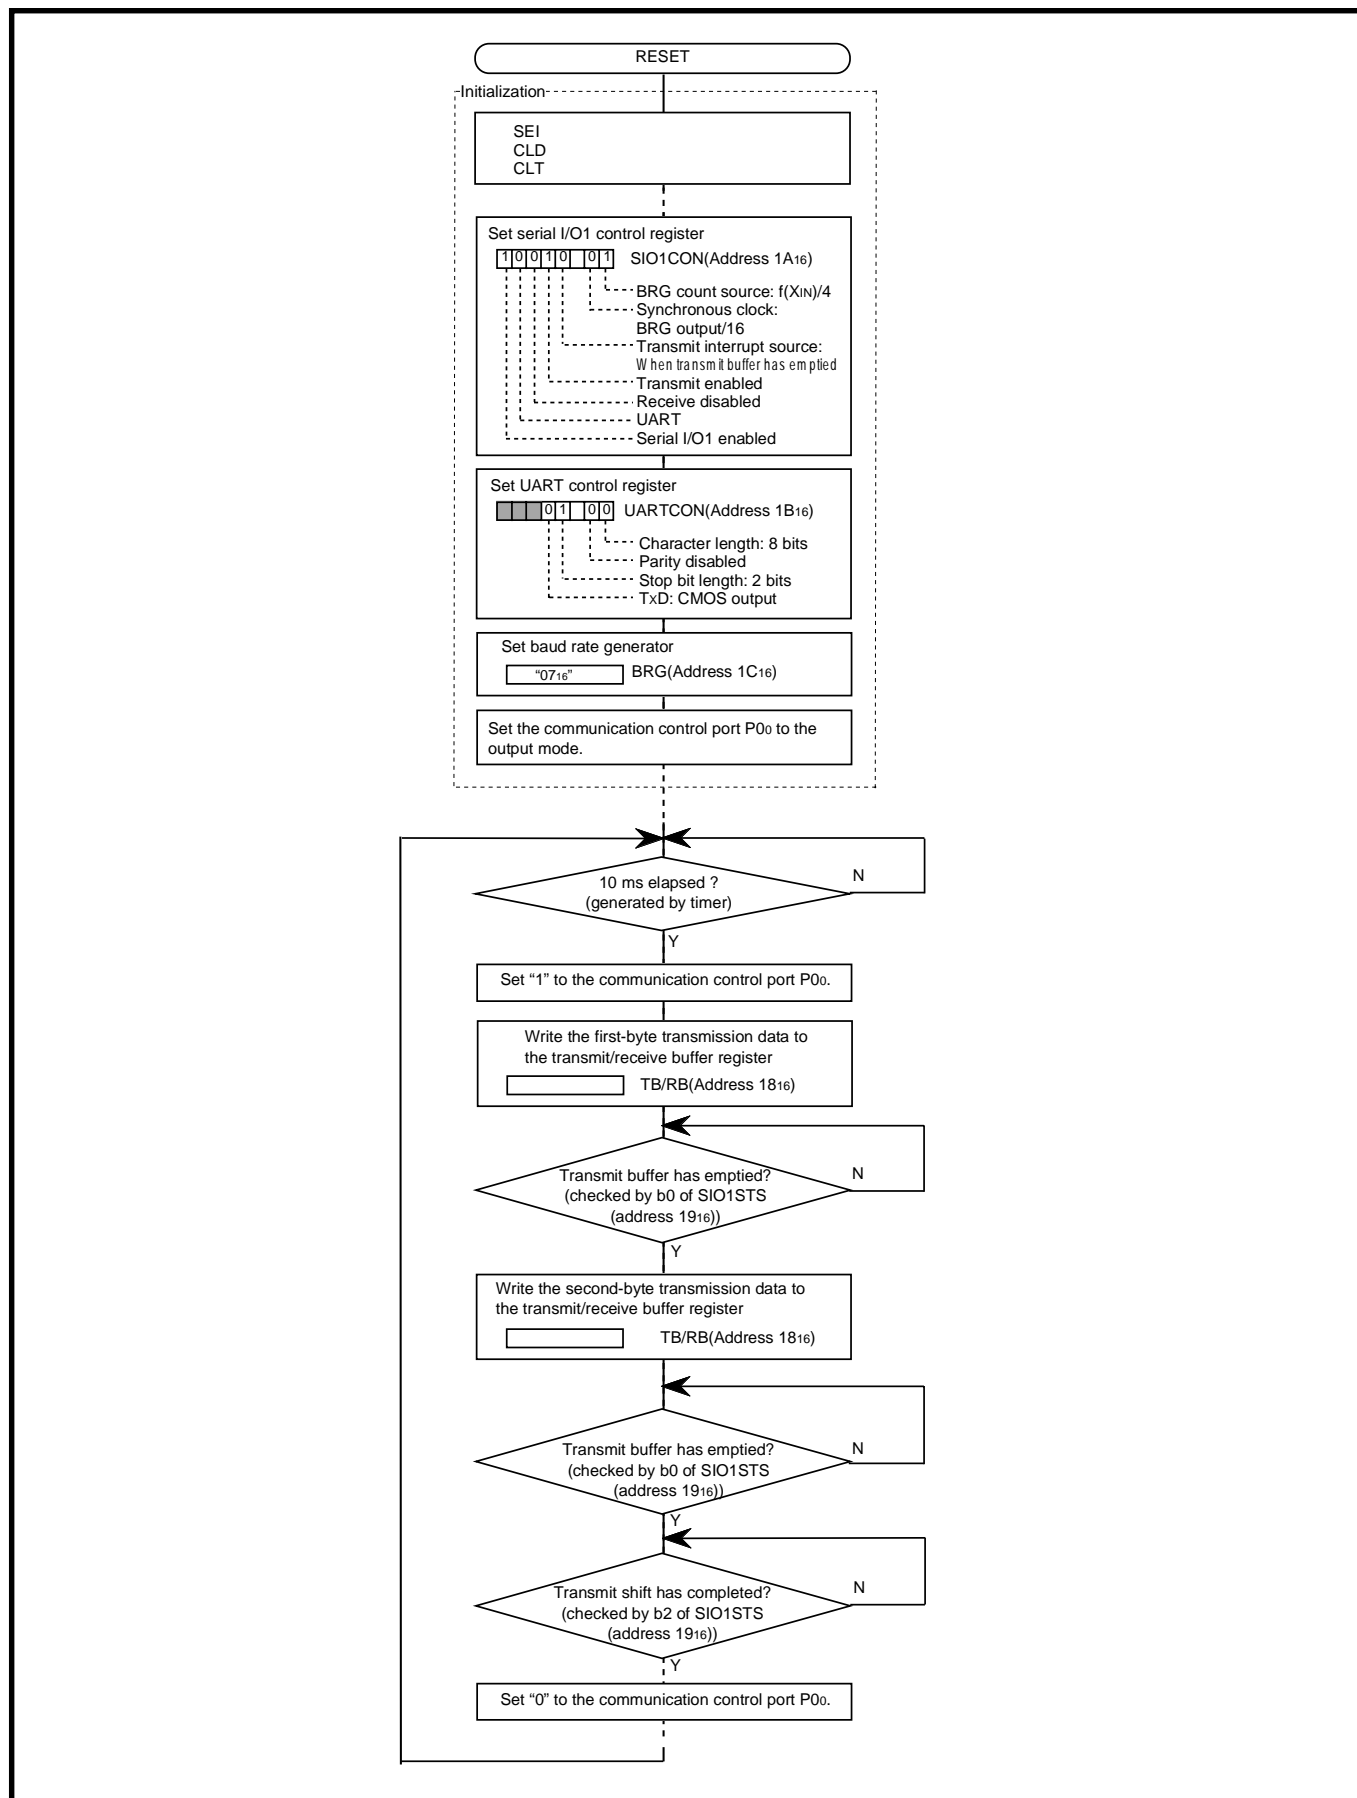 RESET
Initialization
SEI
CLD
CLT
Set serial I/O1 control register
1 0 0 1 0 0 1 SIO1CON(Address 1A16)
BRG count source: f(XIN)/4
Synchronous clock:
BRG output/16
Transmit interrupt source:
When transmit buffer has emptied
Transmit enabled
Receive disabled
UART
Serial I/O1 enabled
Set UART control register
0 1 0 0 UARTCON(Address 1B16)
Character length: 8 bits
Parity disabled
Stop bit length: 2 bits
TxD: CMOS output
Set baud rate generator
“0716” BRG(Address 1C16)
Set the communication control port P00 to the
output mode.
10 ms elapsed ?
(generated by timer)
N
Y
Set “1” to the communication control port P00.
Write the first-byte transmission data to
the transmit/receive buffer register
TB/RB(Address 1816)
Transmit buffer has emptied?
(checked by b0 of SIO1STS
(address 1916))
N
Y
Write the second-byte transmission data to
the transmit/receive buffer register
TB/RB(Address 1816)
Transmit buffer has emptied?
(checked by b0 of SIO1STS
(address 1916))
N
Y
Transmit shift has completed?
(checked by b2 of SIO1STS
(address 1916))
N
Y
Set “0” to the communication control port P00.